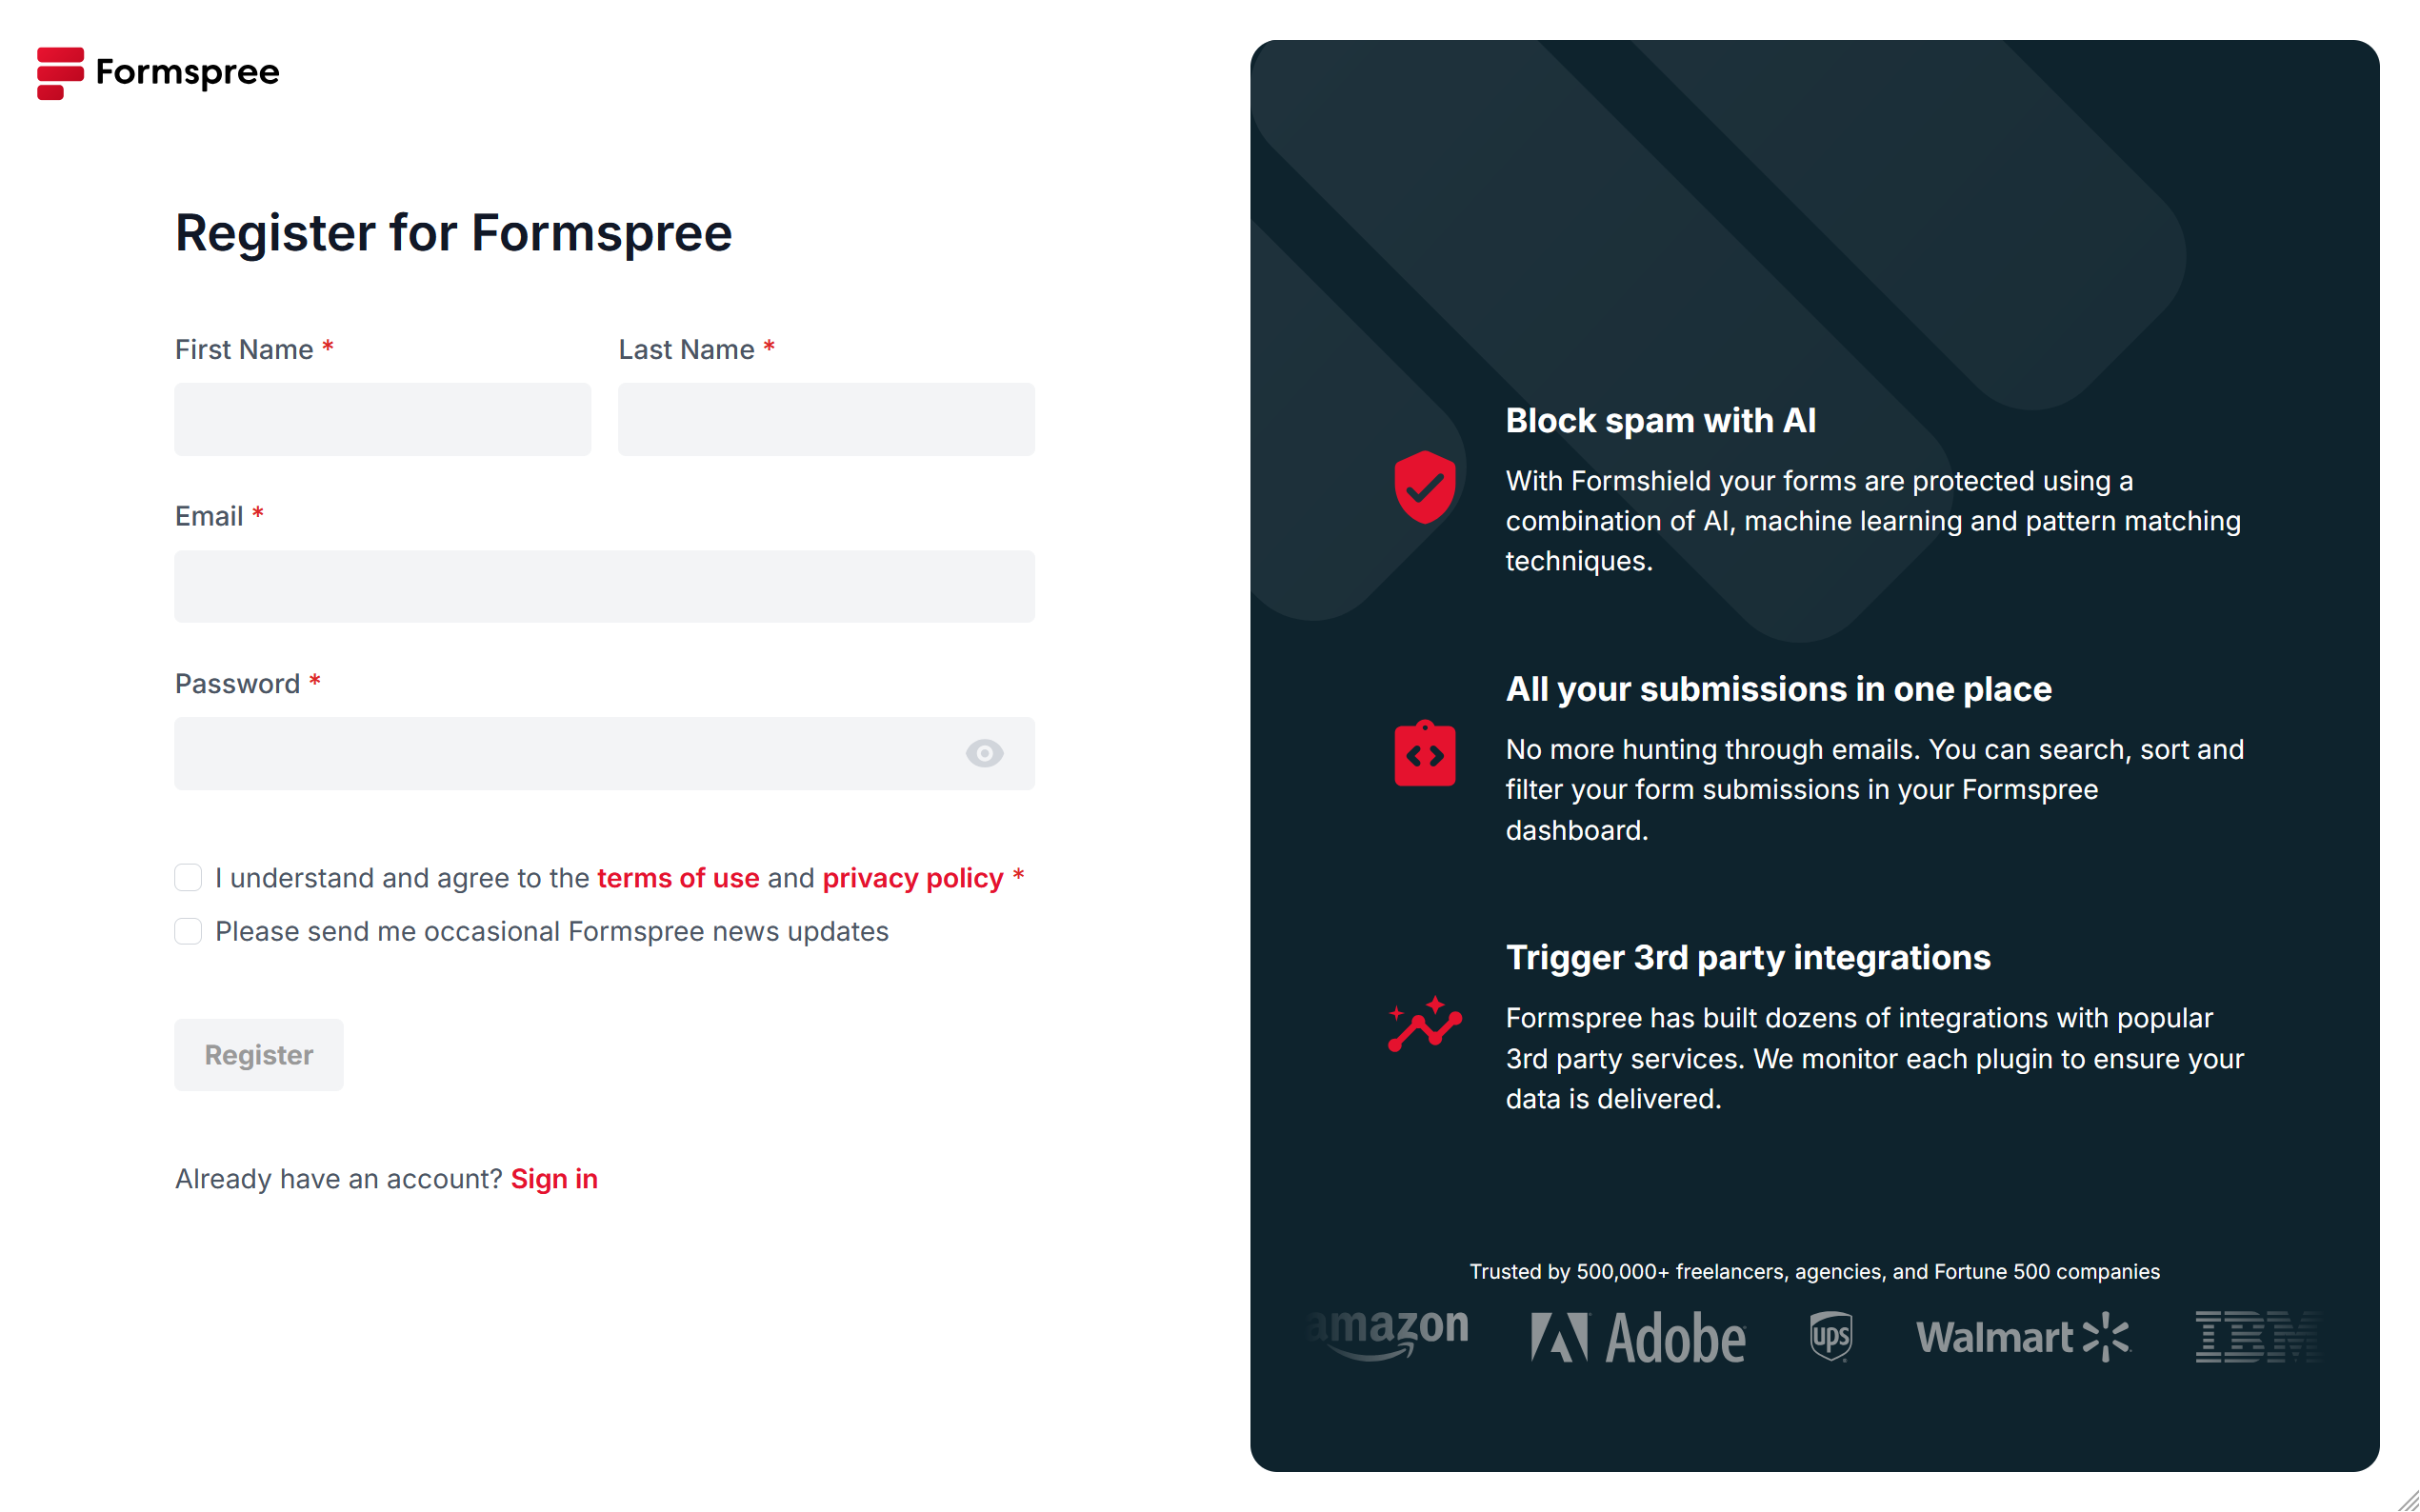 Formspree
Register for Formspree
First Name *
Last Name *
Email *
Password *
I understand and agree to the terms of use and privacy policy *
Please send me occasional Formspree news updates
Register
Already have an account? Sign in
Block spam with AI
With Formshield your forms are protected using a
combination of AI, machine learning and pattern matching
techniques.
All your submissions in one place
No more hunting through emails. You can search, sort and
filter your form submissions in your Formspree
dashboard.
Trigger 3rd party integrations
Formspree has built dozens of integrations with popular
3rd party services. We monitor each plugin to ensure your
data is delivered.
Trusted by 500,000+ freelancers, agencies, and Fortune 500 companies
amazon Adobe ups Walmart IBM